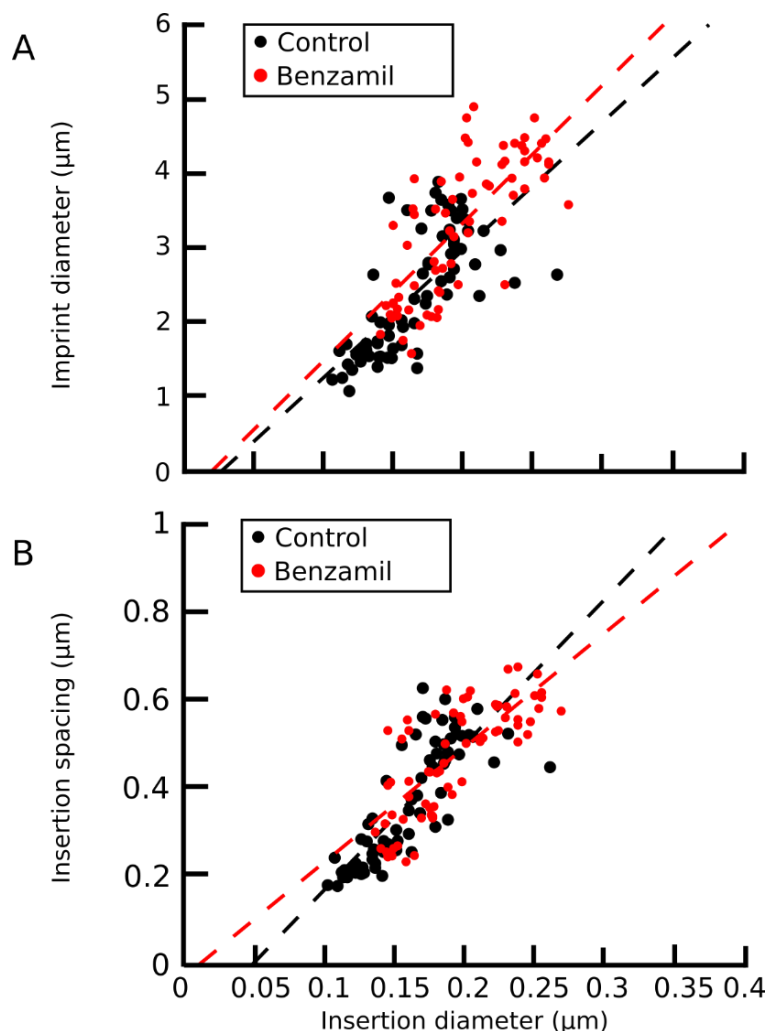 A
Control
Benzamil
6
5
4
3
2
1
0
Imprint diameter (µm)
B
Control
Benzamil
1
0.8
0.6
0.4
0.2
0
Insertion spacing (µm)
0 0.05 0.1 0.15 0.2 0.25 0.3 0.35 0.4
Insertion diameter (µm)